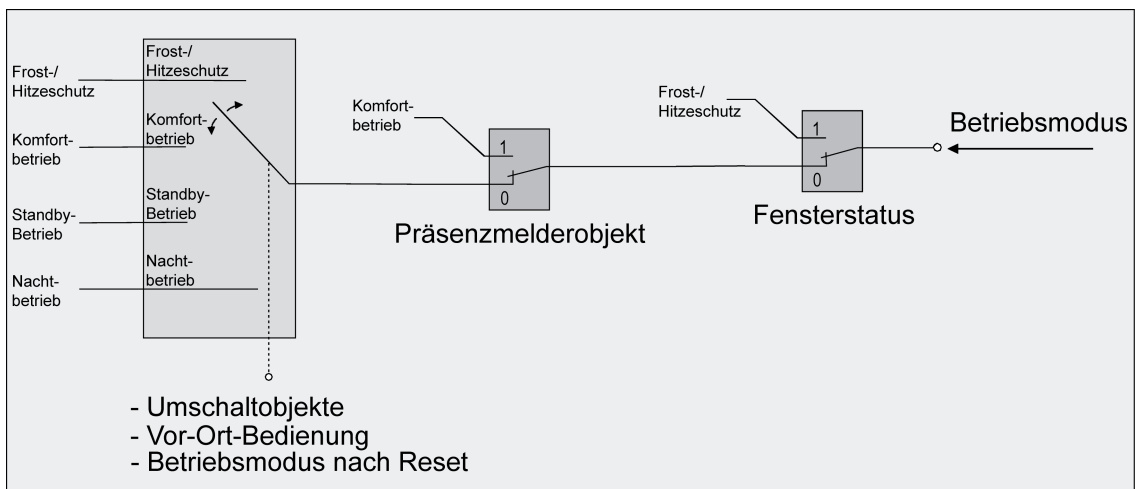 Frost-/
Hitzeschutz
Komfort-
betrieb
Standby-
Betrieb
Nacht-
betrieb
Frost-/
Hitzeschutz
Komfort-
betrieb
Standby-
Betrieb
Nacht-
betrieb
- Umschaltobjekte
- Vor-Ort-Bedienung
- Betriebsmodus nach Reset
Komfort-
betrieb
1
0
Präsenzmelderobjekt
Frost-/
Hitzeschutz
1
0
Fensterstatus
Betriebsmodus